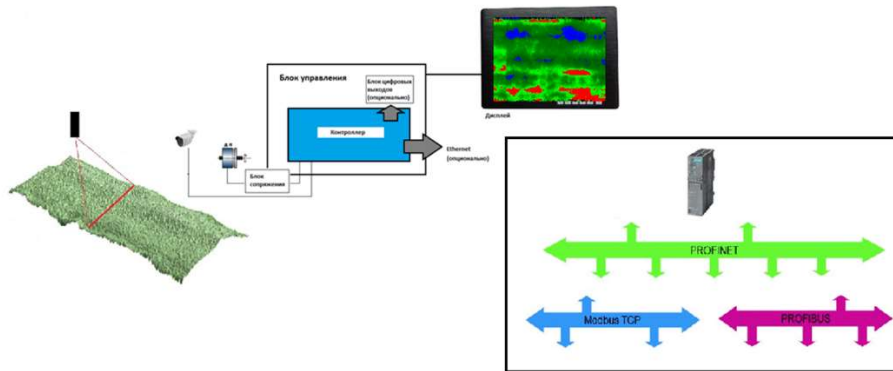 Блок управления
Блок цифровых
выходов
(опционально)
Контроллер
Ethernet
(опционально)
Д П
Блок
сопряжения
Дисплей
PROFINET
Modbus TCP
PROFIBUS